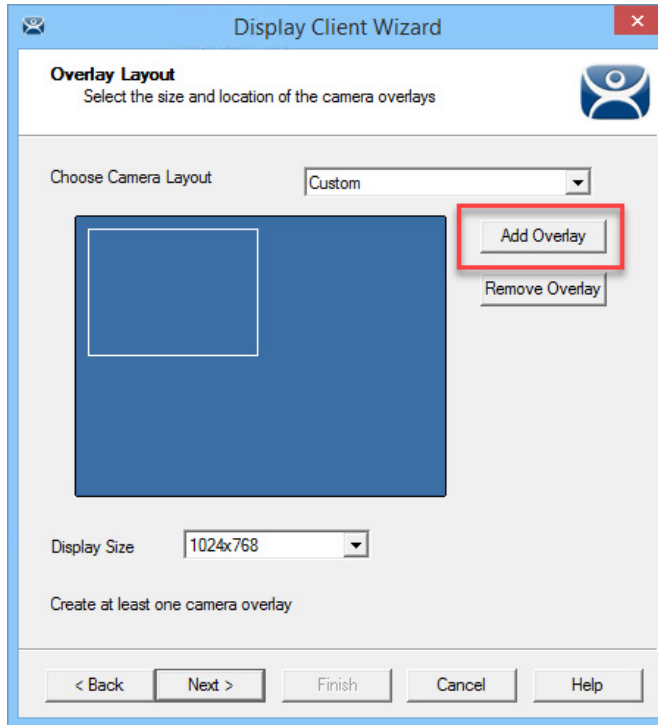 Display Client Wizard
Overlay Layout
Select the size and location of the camera overlays
Choose Camera Layout
Custom
Add Overlay
Remove Overlay
Display Size
1024x768
Create at least one camera overlay
< Back
Next >
Finish
Cancel
Help